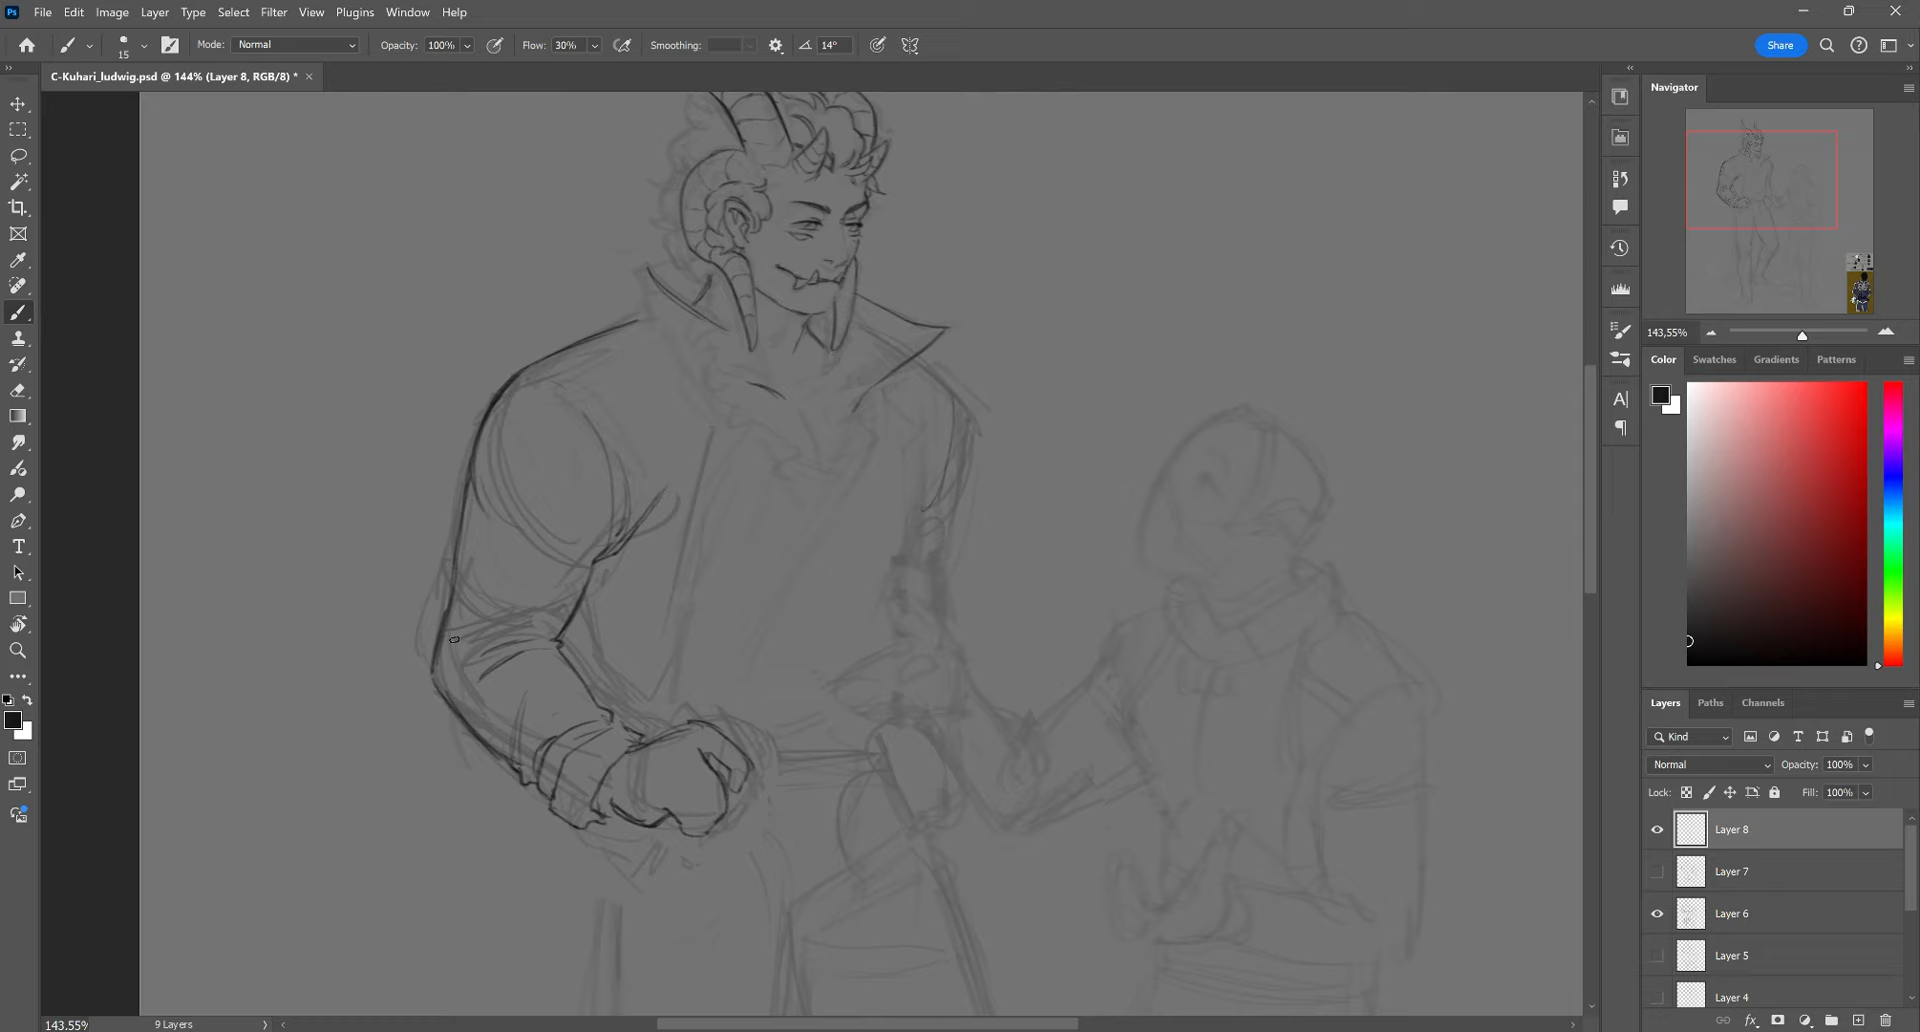 Ps File Edit Image Layer Type Select Filter View Plugins Window Help
15 Mode: Normal Opacity: 100% Flow: 30% Smoothing: 14° Share
C-Kuhari_ludwig.psd @ 144% (Layer 8, RGB/8) *
Navigator
143,55%
Color Swatches Gradients Patterns
Layers Paths Channels
Kind
Normal Opacity: 100%
Lock: Fill: 100%
Layer 8
Layer 7
Layer 6
Layer 5
Layer 4
143.55% 9 Layers